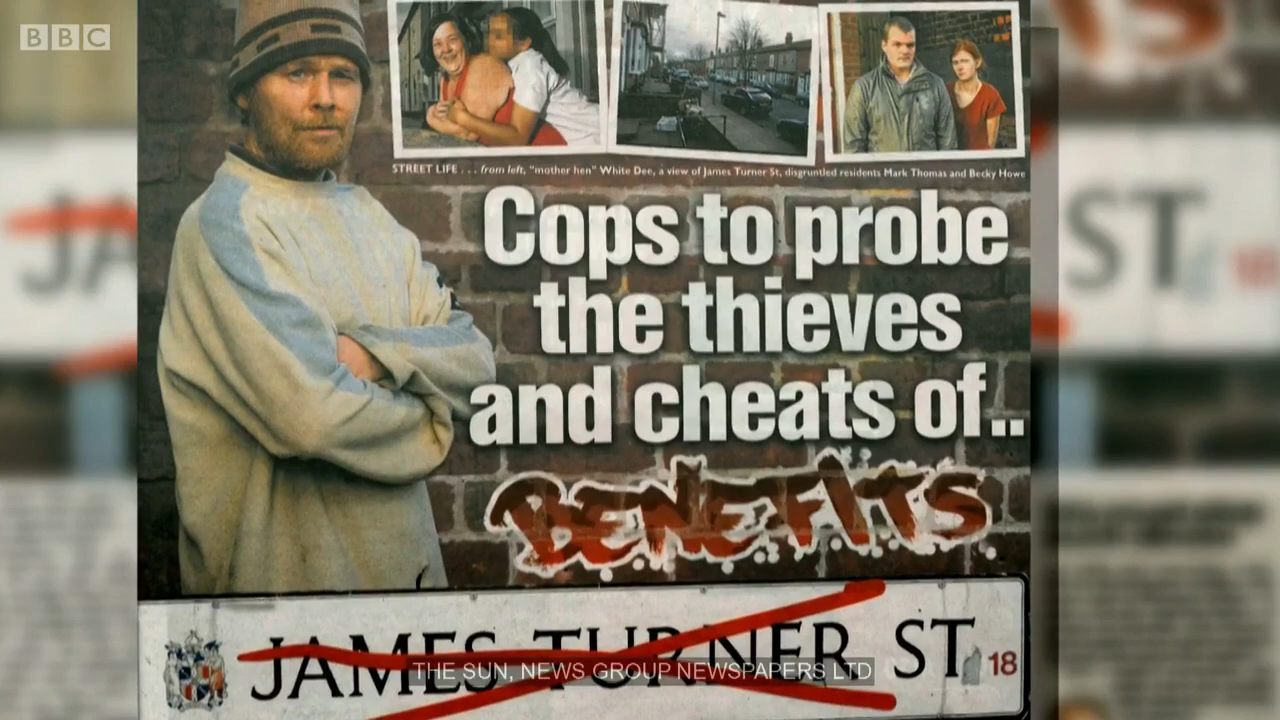 BBC
STREET LIFE . . . from left, "mother hen" White Dee, a view of James Turner St, disgruntled residents Mark Thomas and Becky Howe
Cops to probe
the thieves
and cheats of..
BENEFITS
JAMES TURNER ST 18
THE SUN, NEWS GROUP NEWSPAPERS LTD
JA
ST